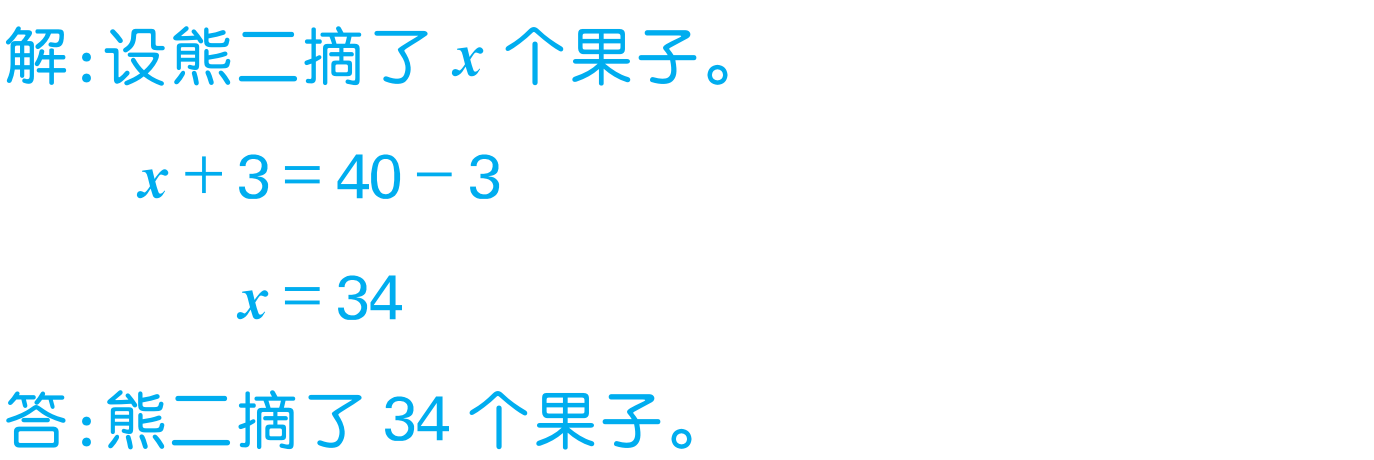 解:设熊二摘了 x 个果子。
x + 3 = 40 − 3
x = 34
答:熊二摘了 34 个果子。